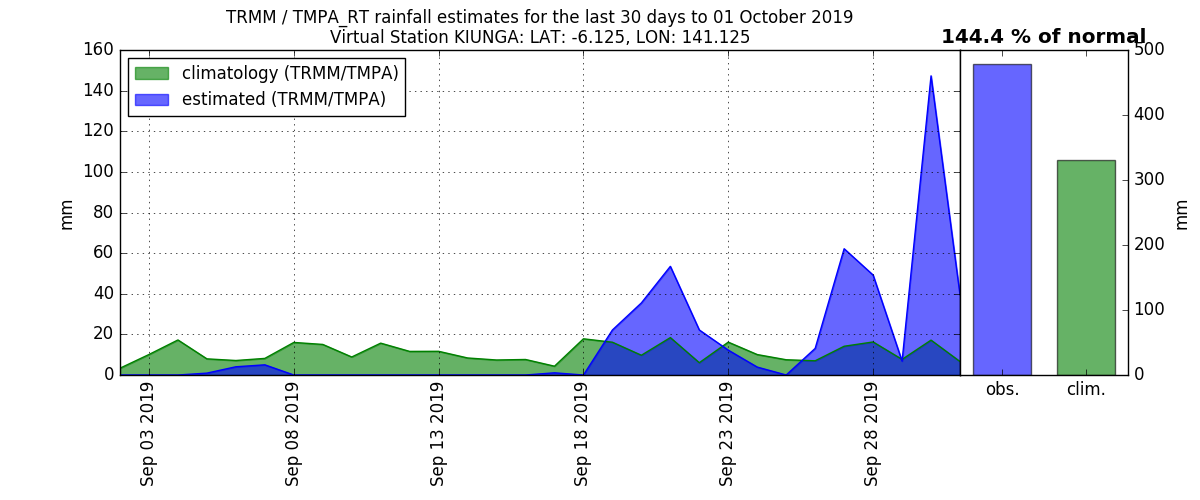 TRMM / TMPA_RT rainfall estimates for the last 30 days to 01 October 2019
Virtual Station KIUNGA: LAT: -6.125, LON: 141.125
144.4 % of normal
climatology (TRMM/TMPA)
estimated (TRMM/TMPA)
160
140
120
100
80
60
40
20
0
mm
Sep 03 2019
Sep 08 2019
Sep 13 2019
Sep 18 2019
Sep 23 2019
Sep 28 2019
500
400
300
200
100
0
mm
obs.
clim.